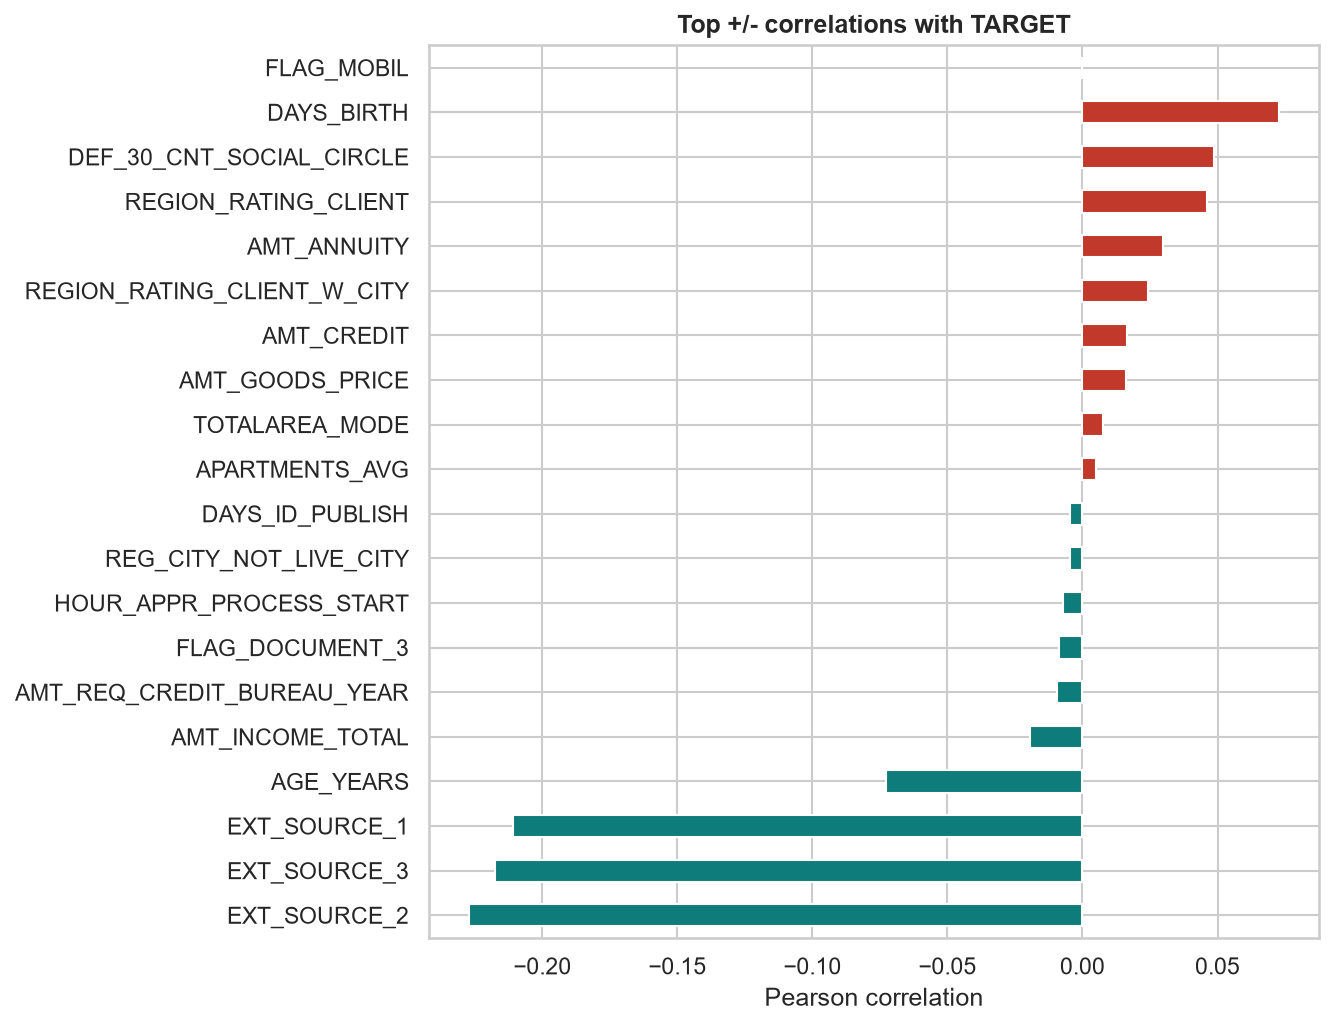 Top +/- correlations with TARGET
FLAG_MOBIL
DAYS_BIRTH
DEF_30_CNT_SOCIAL_CIRCLE
REGION_RATING_CLIENT
AMT_ANNUITY
REGION_RATING_CLIENT_W_CITY
AMT_CREDIT
AMT_GOODS_PRICE
TOTALAREA_MODE
APARTMENTS_AVG
DAYS_ID_PUBLISH
REG_CITY_NOT_LIVE_CITY
HOUR_APPR_PROCESS_START
FLAG_DOCUMENT_3
AMT_REQ_CREDIT_BUREAU_YEAR
AMT_INCOME_TOTAL
AGE_YEARS
EXT_SOURCE_1
EXT_SOURCE_3
EXT_SOURCE_2
−0.20 −0.15 −0.10 −0.05 0.00 0.05
Pearson correlation